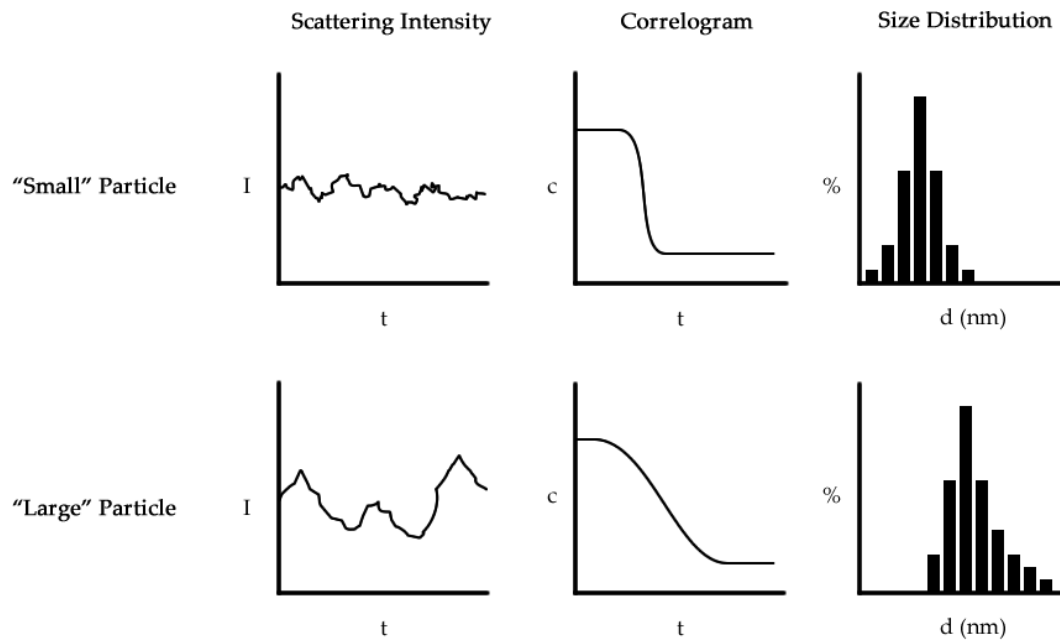 Scattering Intensity
Correlogram
Size Distribution
“Small” Particle
I
c
%
t
t
d (nm)
“Large” Particle
I
c
%
t
t
d (nm)